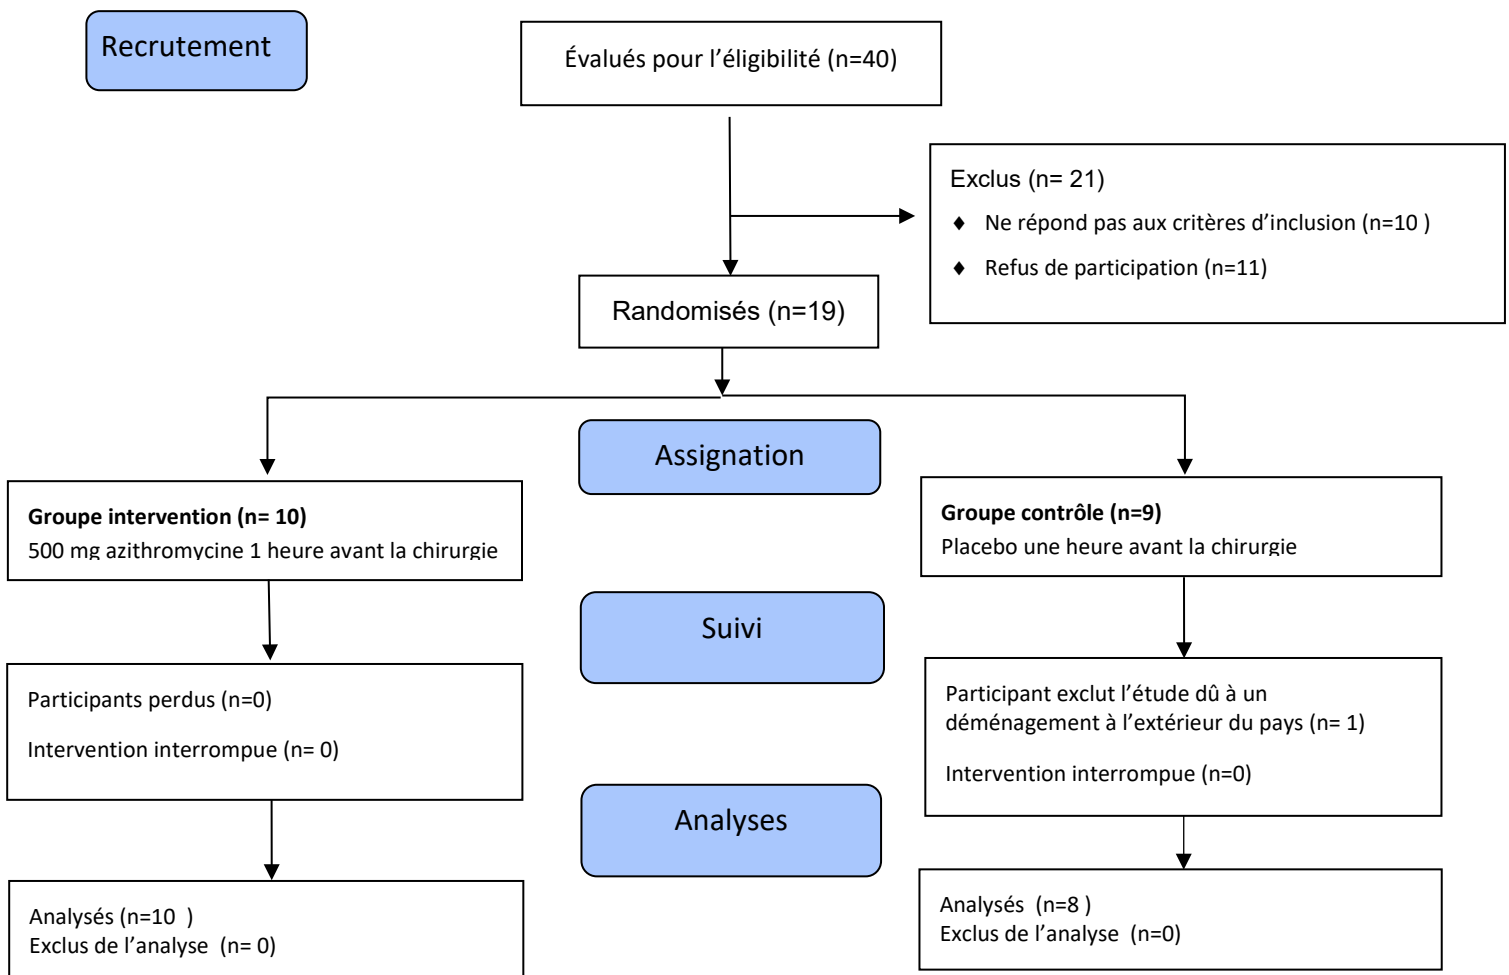 Recrutement
Évalués pour l’éligibilité (n=40)
Exclus (n= 21)
♦ Ne répond pas aux critères d’inclusion (n=10 )
♦ Refus de participation (n=11)
Randomisés (n=19)
Assignation
Groupe intervention (n= 10)
500 mg azithromycine 1 heure avant la chirurgie
Groupe contrôle (n=9)
Placebo une heure avant la chirurgie
Suivi
Participants perdus (n=0)
Intervention interrompue (n= 0)
Participant exclut l’étude dû à un
déménagement à l’extérieur du pays (n= 1)
Intervention interrompue (n=0)
Analyses
Analysés (n=10 )
Exclus de l’analyse (n= 0)
Analysés (n=8 )
Exclus de l’analyse (n=0)